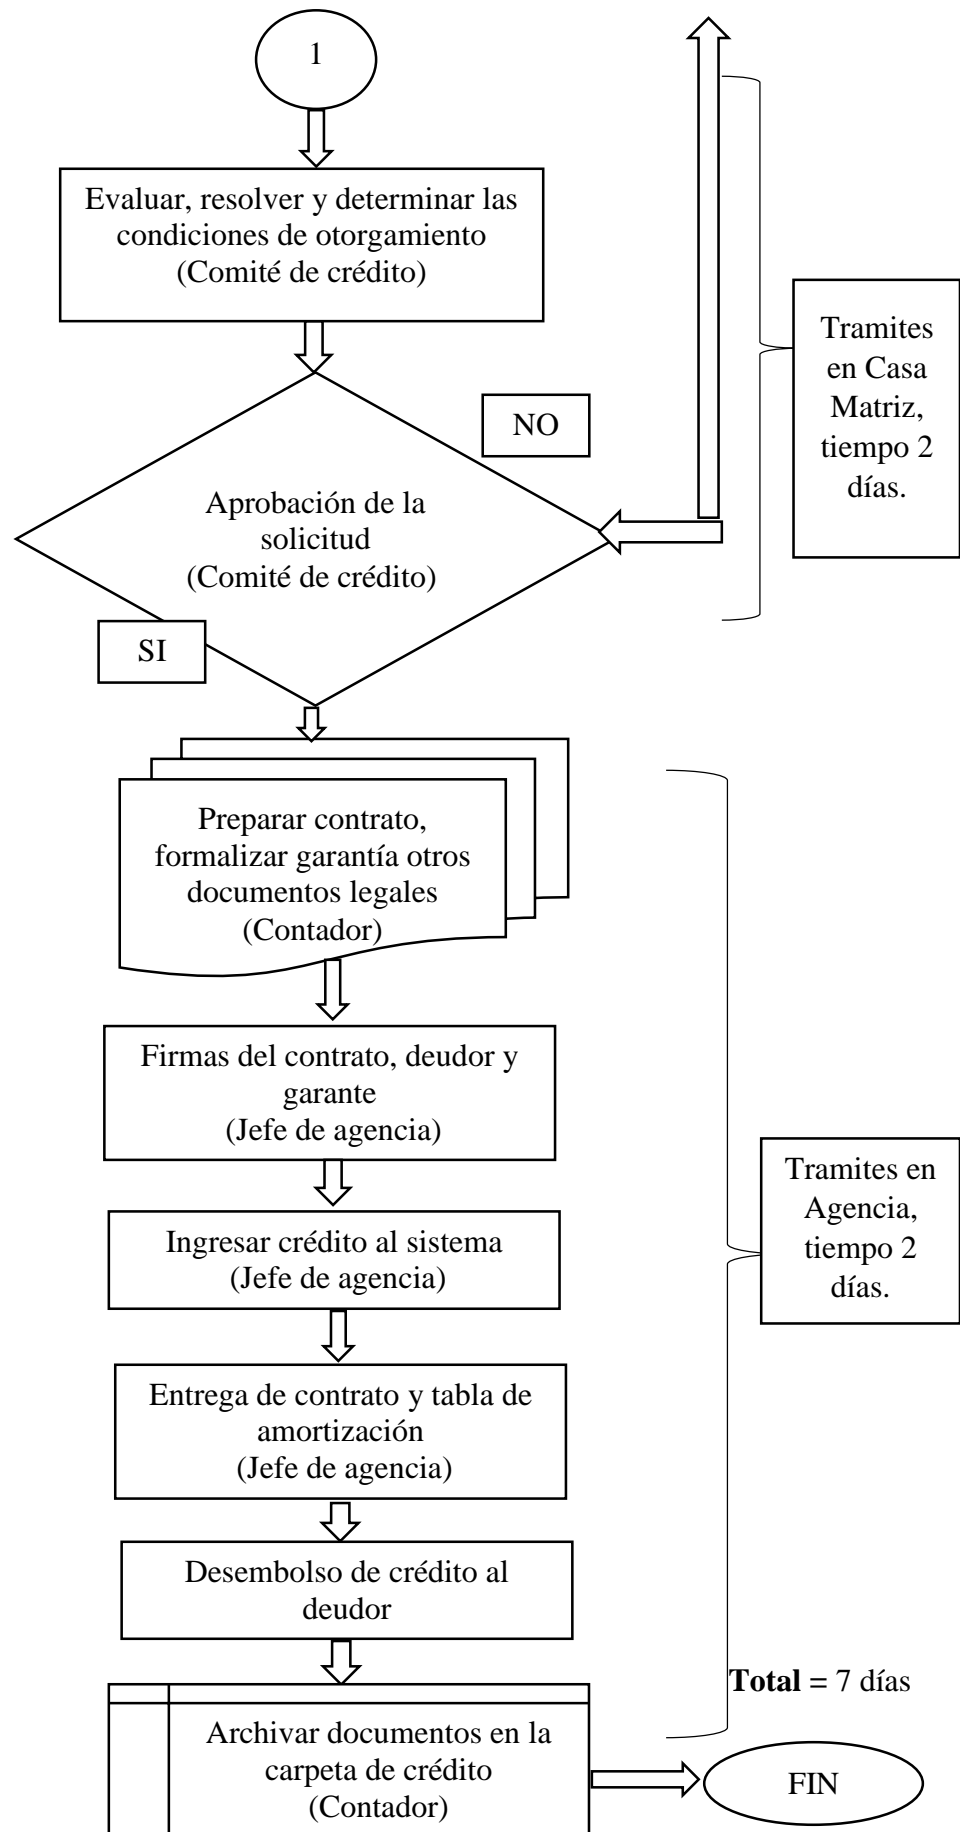 1
Evaluar, resolver y determinar las
condiciones de otorgamiento
(Comité de crédito)
Tramites
en Casa
Matriz,
tiempo 2
días.
NO
Aprobación de la
solicitud
(Comité de crédito)
SI
Preparar contrato,
formalizar garantía otros
documentos legales
(Contador)
Firmas del contrato, deudor y
garante
(Jefe de agencia)
Tramites en
Agencia,
tiempo 2
días.
Ingresar crédito al sistema
(Jefe de agencia)
Entrega de contrato y tabla de
amortización
(Jefe de agencia)
Desembolso de crédito al
deudor
Total = 7 días
Archivar documentos en la
carpeta de crédito
(Contador)
FIN